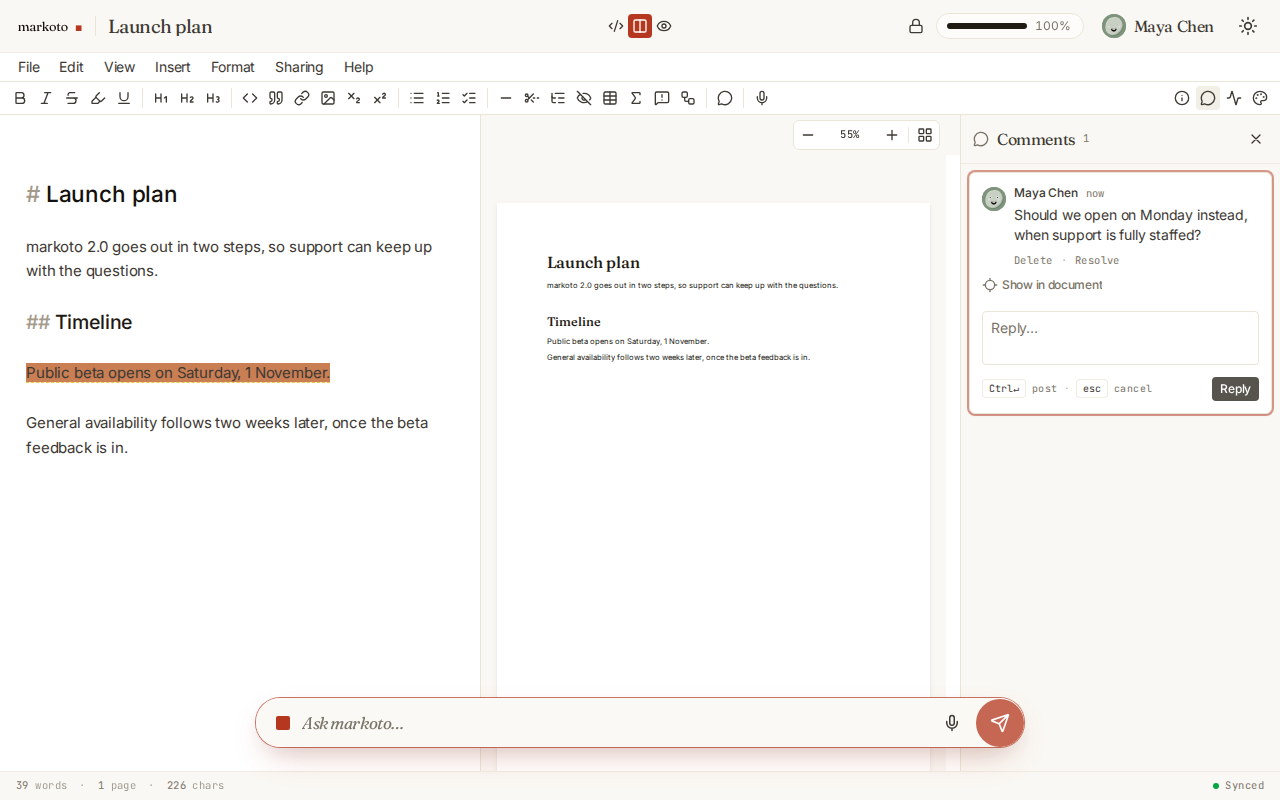 markoto
Launch plan
100%
Maya Chen
File Edit View Insert Format Sharing Help
H1 H2 H3
55%
Comments 1
# Launch plan
markoto 2.0 goes out in two steps, so support can keep up
with the questions.
## Timeline
Public beta opens on Saturday, 1 November.
General availability follows two weeks later, once the beta
feedback is in.
Launch plan
markoto 2.0 goes out in two steps, so support can keep up with the questions.
Timeline
Public beta opens on Saturday, 1 November.
General availability follows two weeks later, once the beta feedback is in.
Maya Chen now
Should we open on Monday instead,
when support is fully staffed?
Delete · Resolve
Show in document
Reply...
Ctrl↵ post · esc cancel
Reply
Ask markoto...
39 words · 1 page · 226 chars
Synced